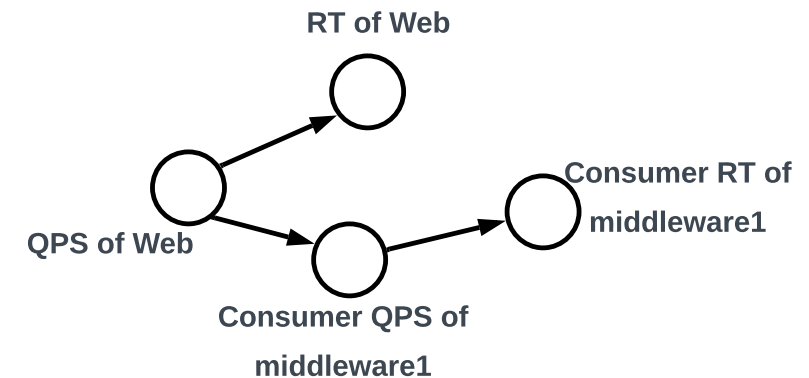 RT of Web
Consumer RT of
middleware1
QPS of Web
Consumer QPS of
middleware1